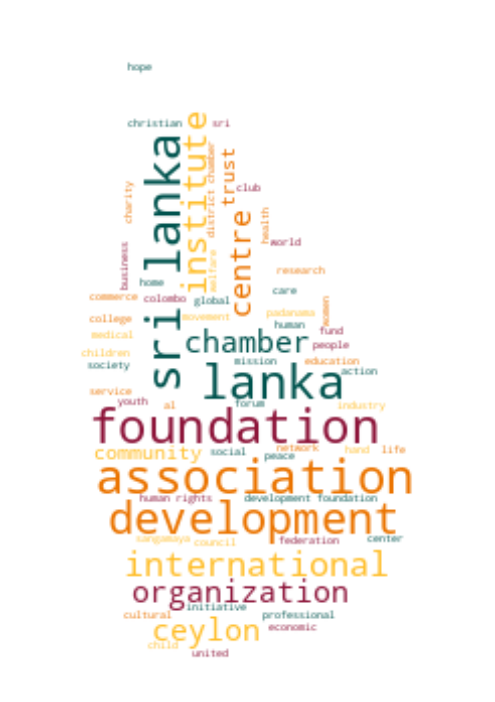 hope
christian
sri
institute
sri lanka
district chamber
trust
club
charity
centre
health
world
business
welfare
research
home
care
commerce
colombo
global
women
college
movement
padanama
human
fund
medical
chamber
people
children
mission
education
society
lanka
action
service
youth
al
forum
industry
foundation
community
social
network
hand
life
peace
association
human rights
development foundation
development
sangamaya
council
federation
center
international
organization
initiative
cultural
professional
ceylon
economic
child
united